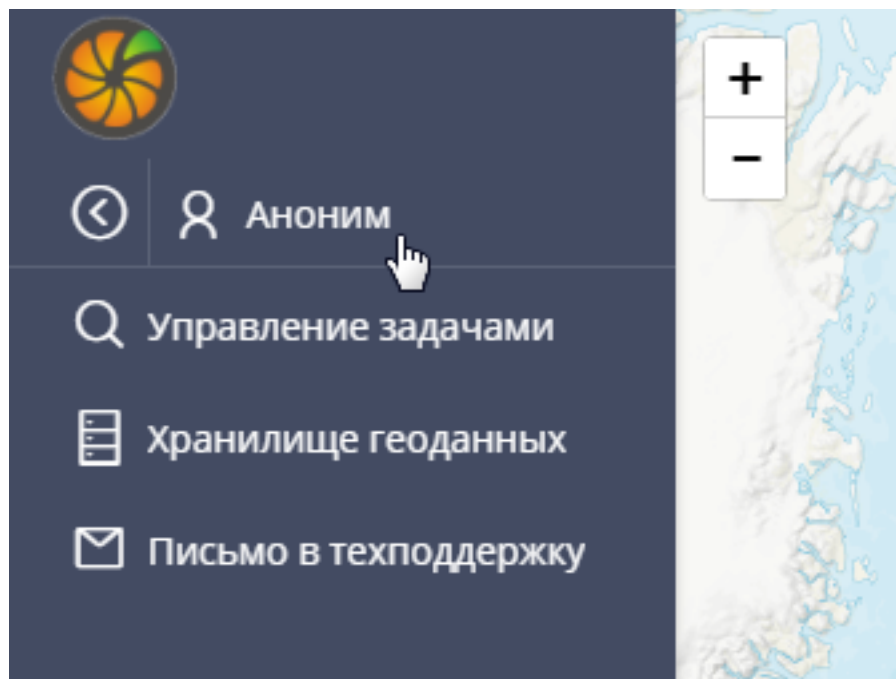 Аноним
Управление задачами
Хранилище геоданных
Письмо в техподдержку
+
−